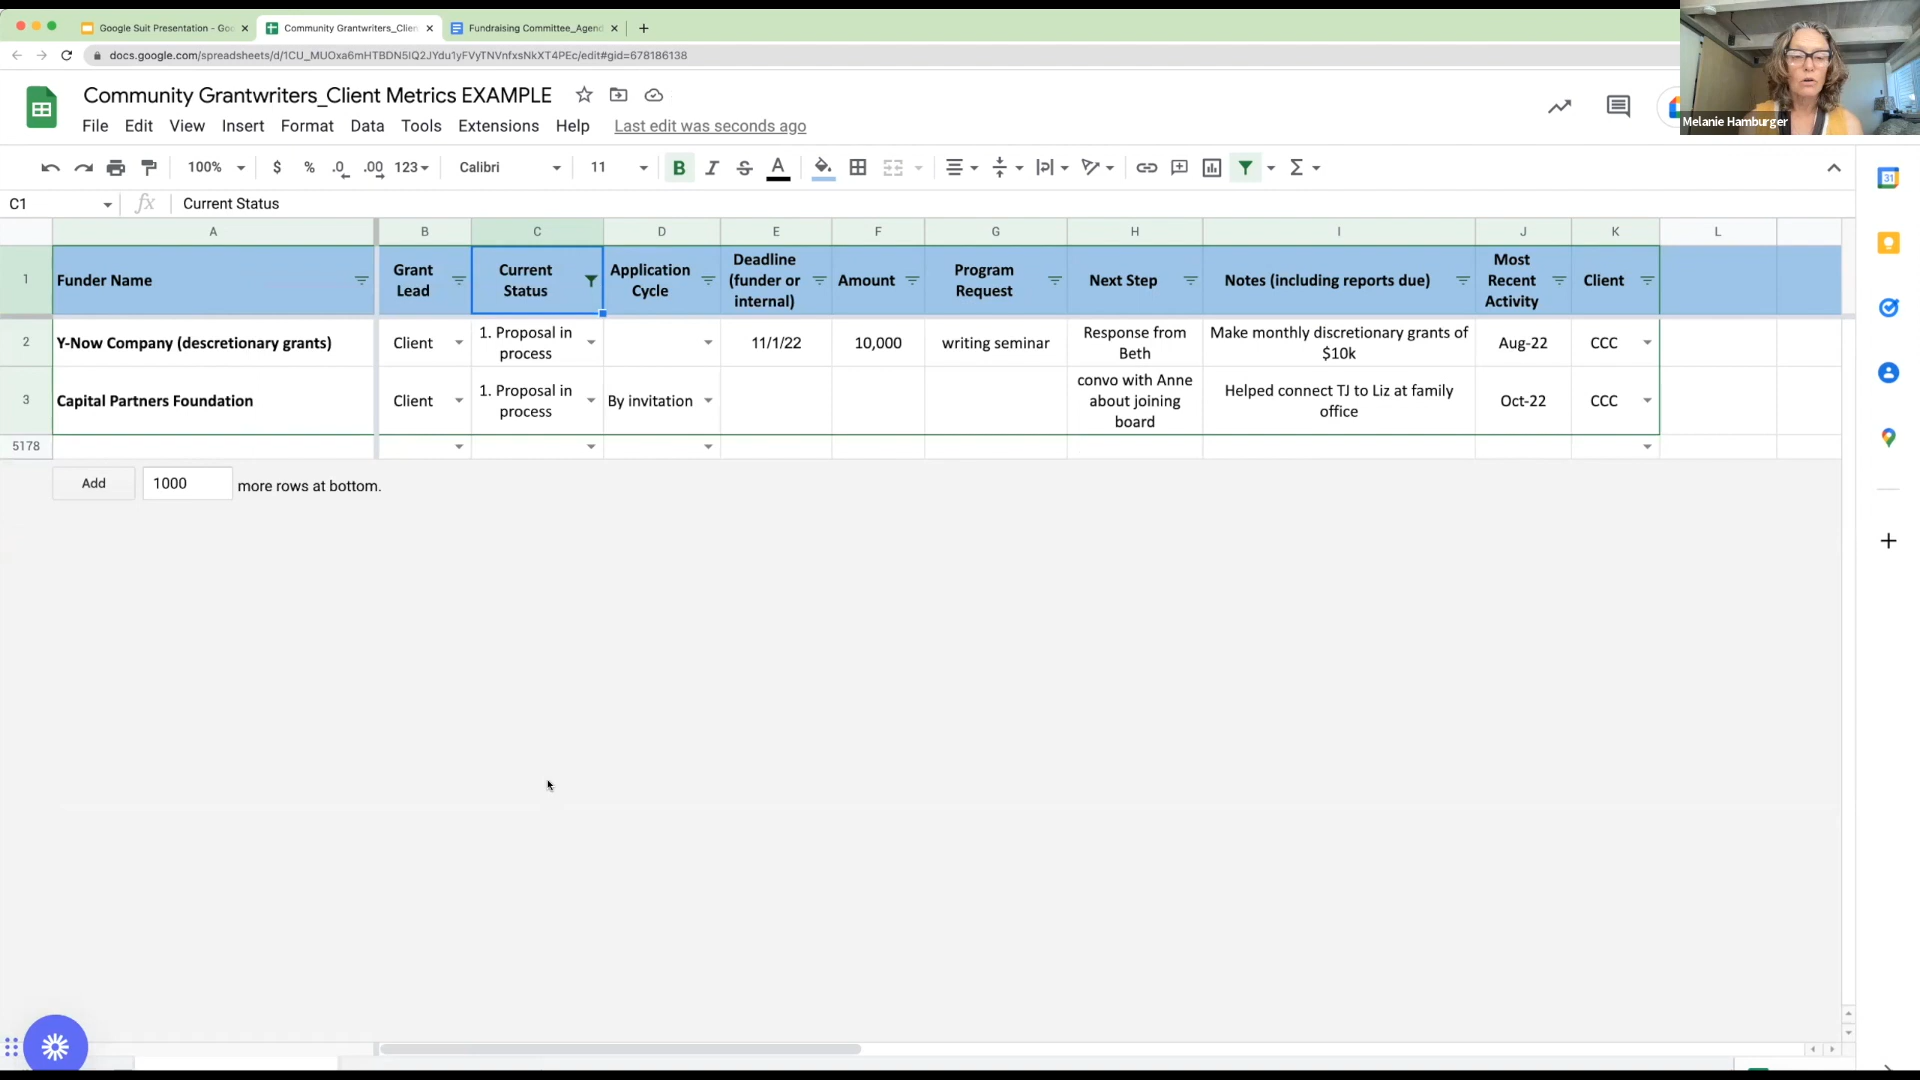 Google Suit Presentation - Goo
Community Grantwriters_Clien
Fundraising Committee_Agend
docs.google.com/spreadsheets/d/1CU_MUOxa6mHTBDN5IQ2JYdu1yFVyTNVnfxsNkXT4PEc/edit#gid=678186138
Melanie Hamburger
Community Grantwriters_Client Metrics EXAMPLE
File Edit View Insert Format Data Tools Extensions Help Last edit was seconds ago
100% $ % .0 .00 123 Calibri 11 B I S A Σ
31
C1 fx Current Status
A B C D E F G H I J K L
1 Funder Name
Grant
Lead
Current
Status
Application
Cycle
Deadline
(funder or
internal)
Amount
Program
Request
Next Step
Notes (including reports due)
Most
Recent
Activity
Client
2 Y-Now Company (descretionary grants)
Client
1. Proposal in
process
11/1/22
10,000
writing seminar
Response from
Beth
Make monthly discretionary grants of
$10k
Aug-22
CCC
3 Capital Partners Foundation
Client
1. Proposal in
process
By invitation
convo with Anne
about joining
board
Helped connect TJ to Liz at family
office
Oct-22
CCC
5178
Add 1000 more rows at bottom.